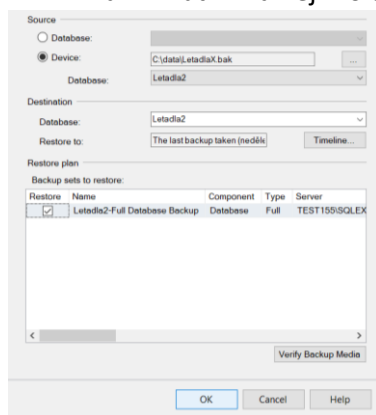 Source
Database:
Device: C:\data\LetadlaX.bak ...
Database: Letadla2
Destination
Database: Letadla2
Restore to: The last backup taken (neděle Timeline...
Restore plan
Backup sets to restore:
Restore Name Component Type Server
Letadla2-Full Database Backup Database Full TEST155\SQLEX
Verify Backup Media
OK Cancel Help